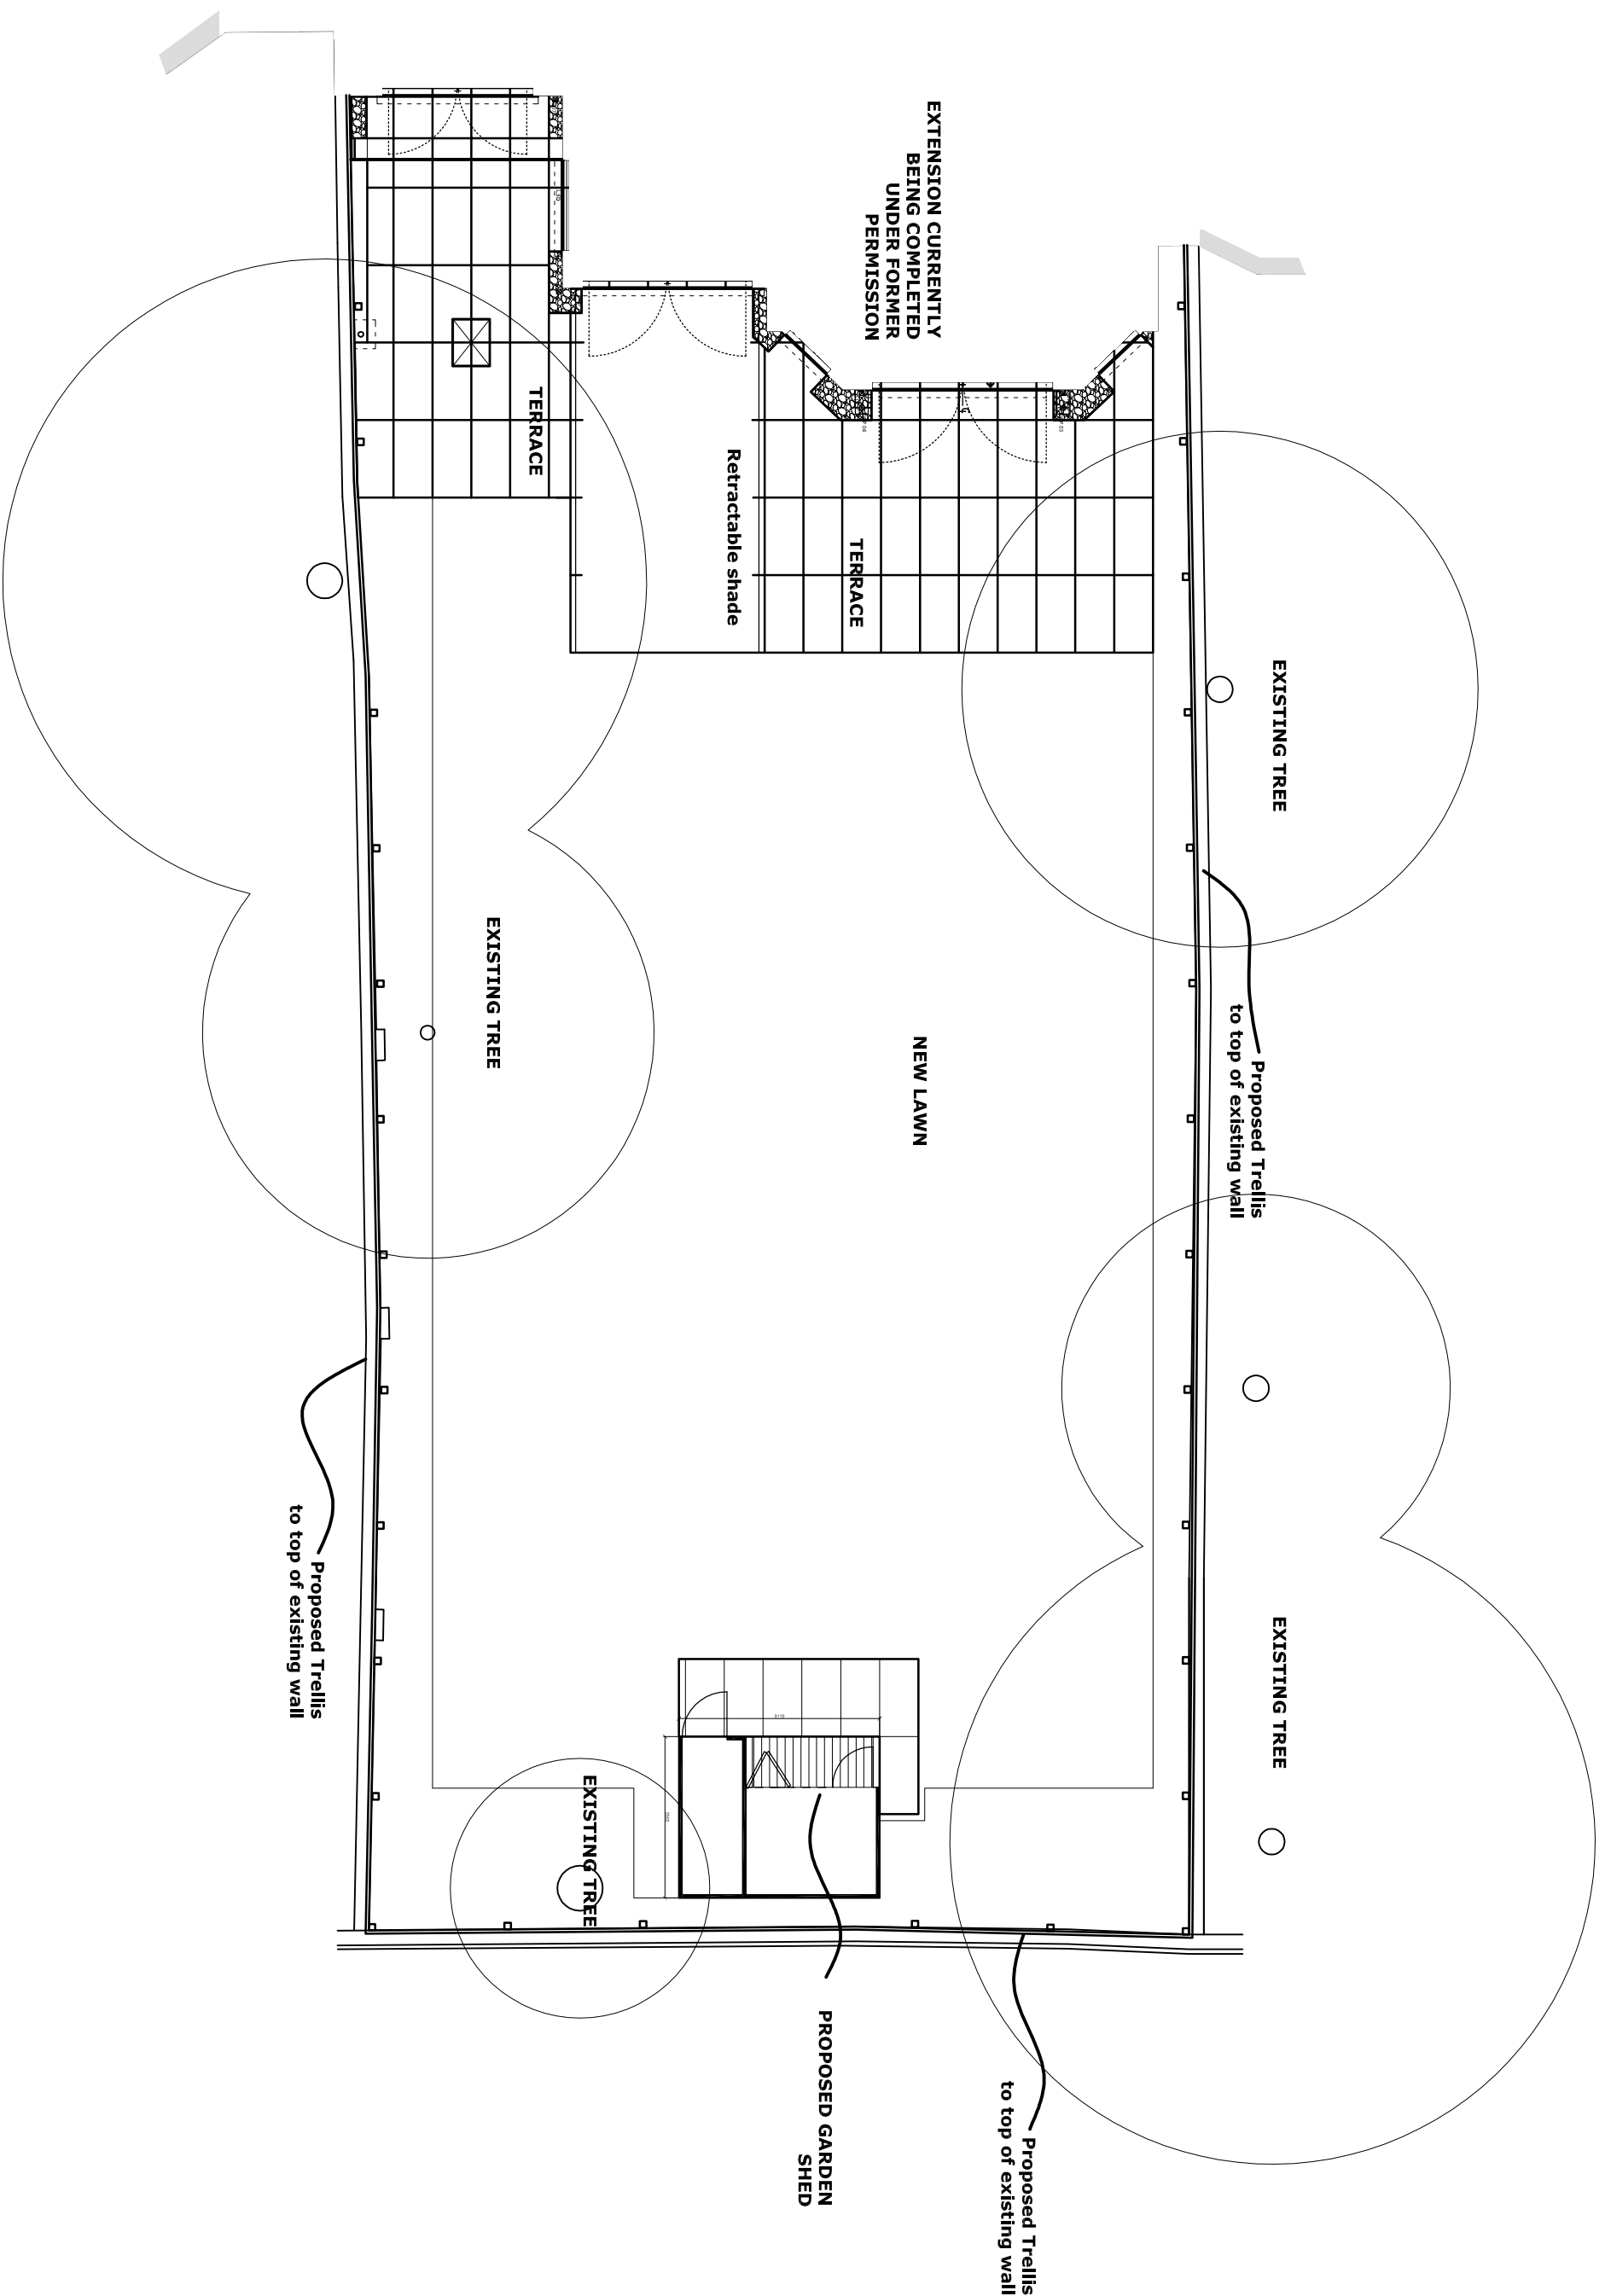 EXTENSION CURRENTLY
BEING COMPLETED
UNDER FORMER
PERMISSION
TERRACE
Retractable shade
TERRACE
EXISTING TREE
EXISTING TREE
NEW LAWN
Proposed Trellis
to top of existing wall
Proposed Trellis
to top of existing wall
EXISTING TREE
EXISTING TREE
PROPOSED GARDEN
SHED
Proposed Trellis
to top of existing wall